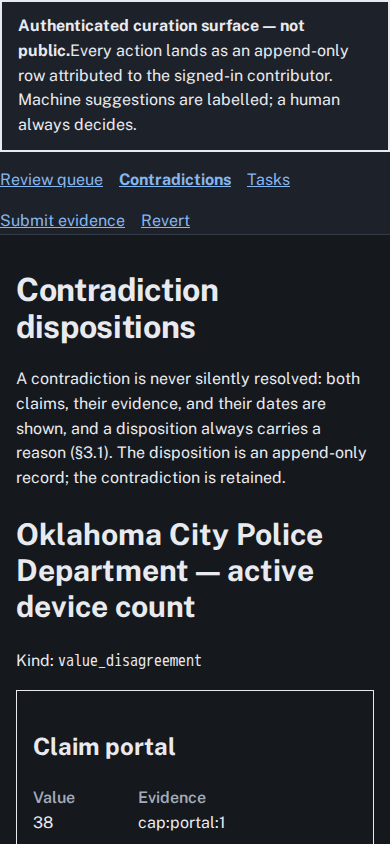 Authenticated curation surface — not
public.Every action lands as an append-only
row attributed to the signed-in contributor.
Machine suggestions are labelled; a human
always decides.
Review queue Contradictions Tasks
Submit evidence Revert
Contradiction
dispositions
A contradiction is never silently resolved: both
claims, their evidence, and their dates are
shown, and a disposition always carries a
reason (§3.1). The disposition is an append-only
record; the contradiction is retained.
Oklahoma City Police
Department — active
device count
Kind: value_disagreement
Claim portal
Value Evidence
38 cap:portal:1